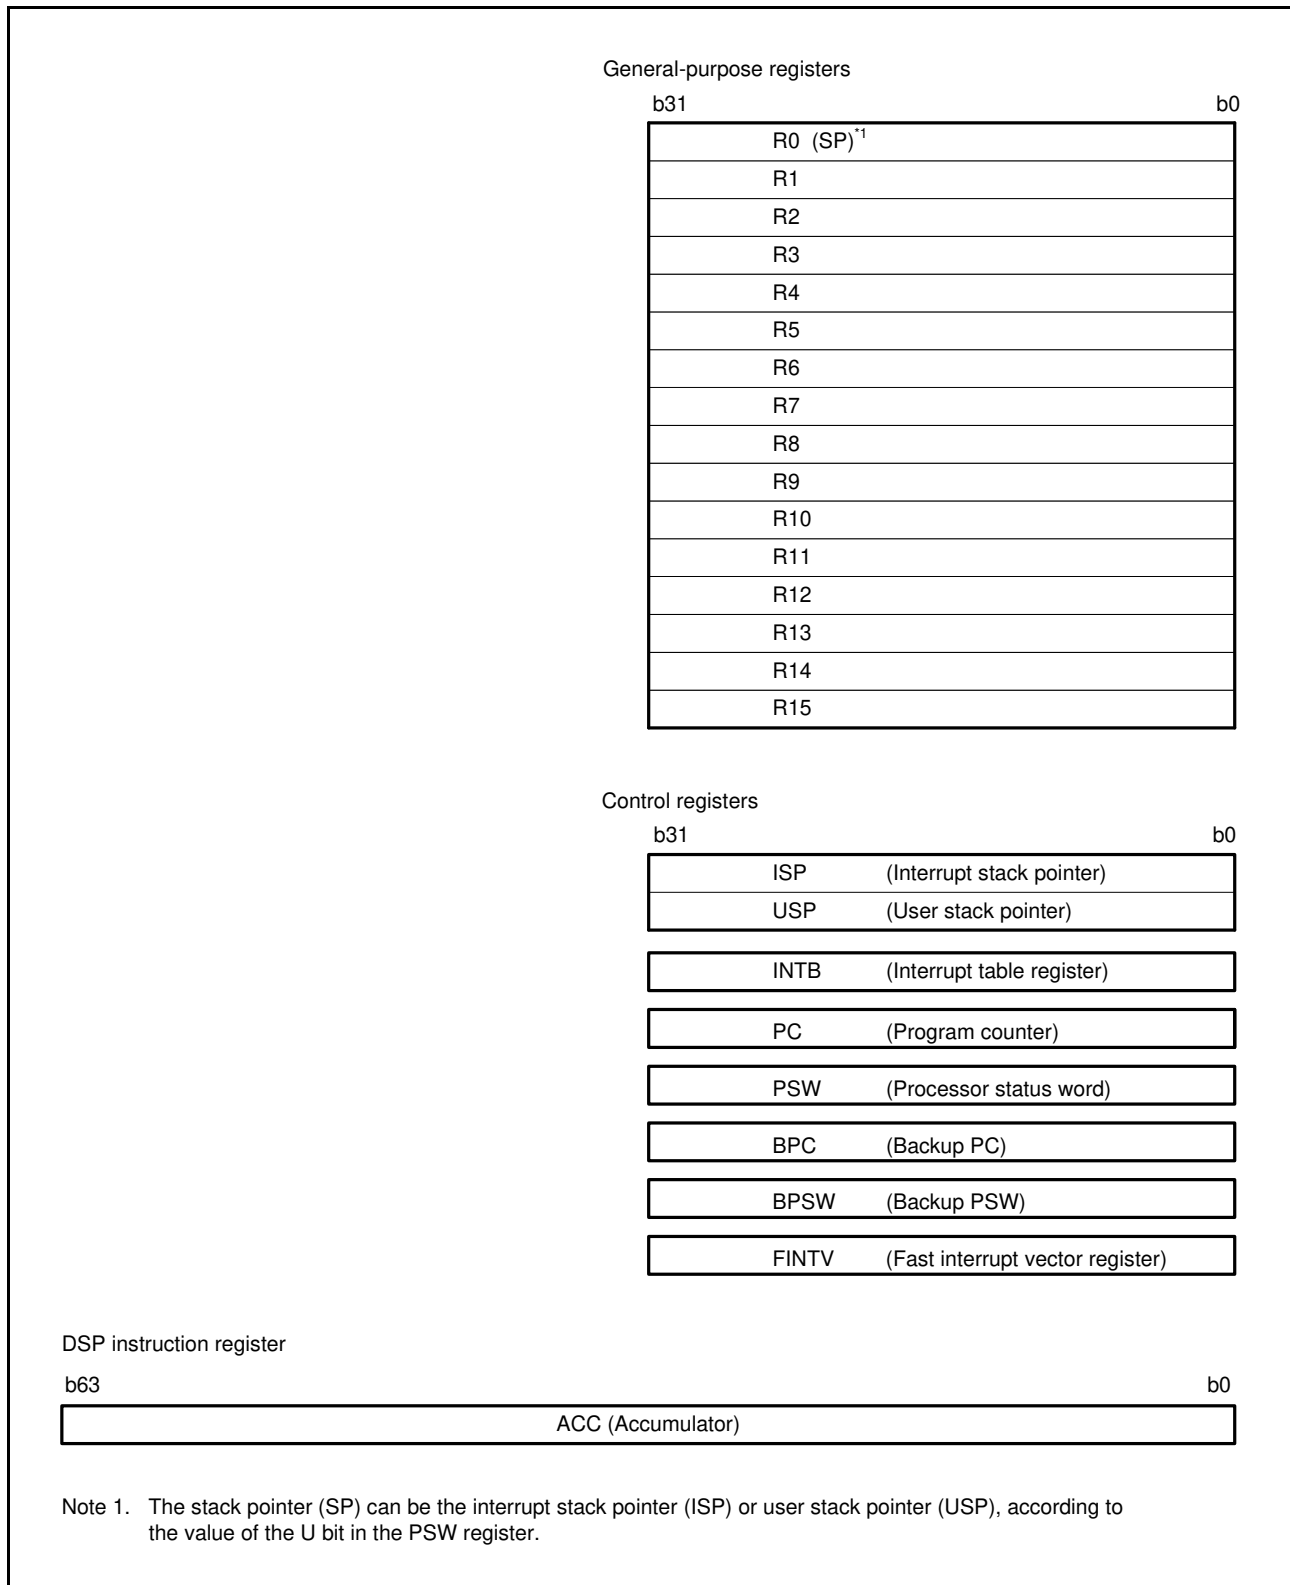 General-purpose registers
b31 b0
R0 (SP)*1
R1
R2
R3
R4
R5
R6
R7
R8
R9
R10
R11
R12
R13
R14
R15
Control registers
b31 b0
ISP (Interrupt stack pointer)
USP (User stack pointer)
INTB (Interrupt table register)
PC (Program counter)
PSW (Processor status word)
BPC (Backup PC)
BPSW (Backup PSW)
FINTV (Fast interrupt vector register)
DSP instruction register
b63 b0
ACC (Accumulator)
Note 1. The stack pointer (SP) can be the interrupt stack pointer (ISP) or user stack pointer (USP), according to
the value of the U bit in the PSW register.